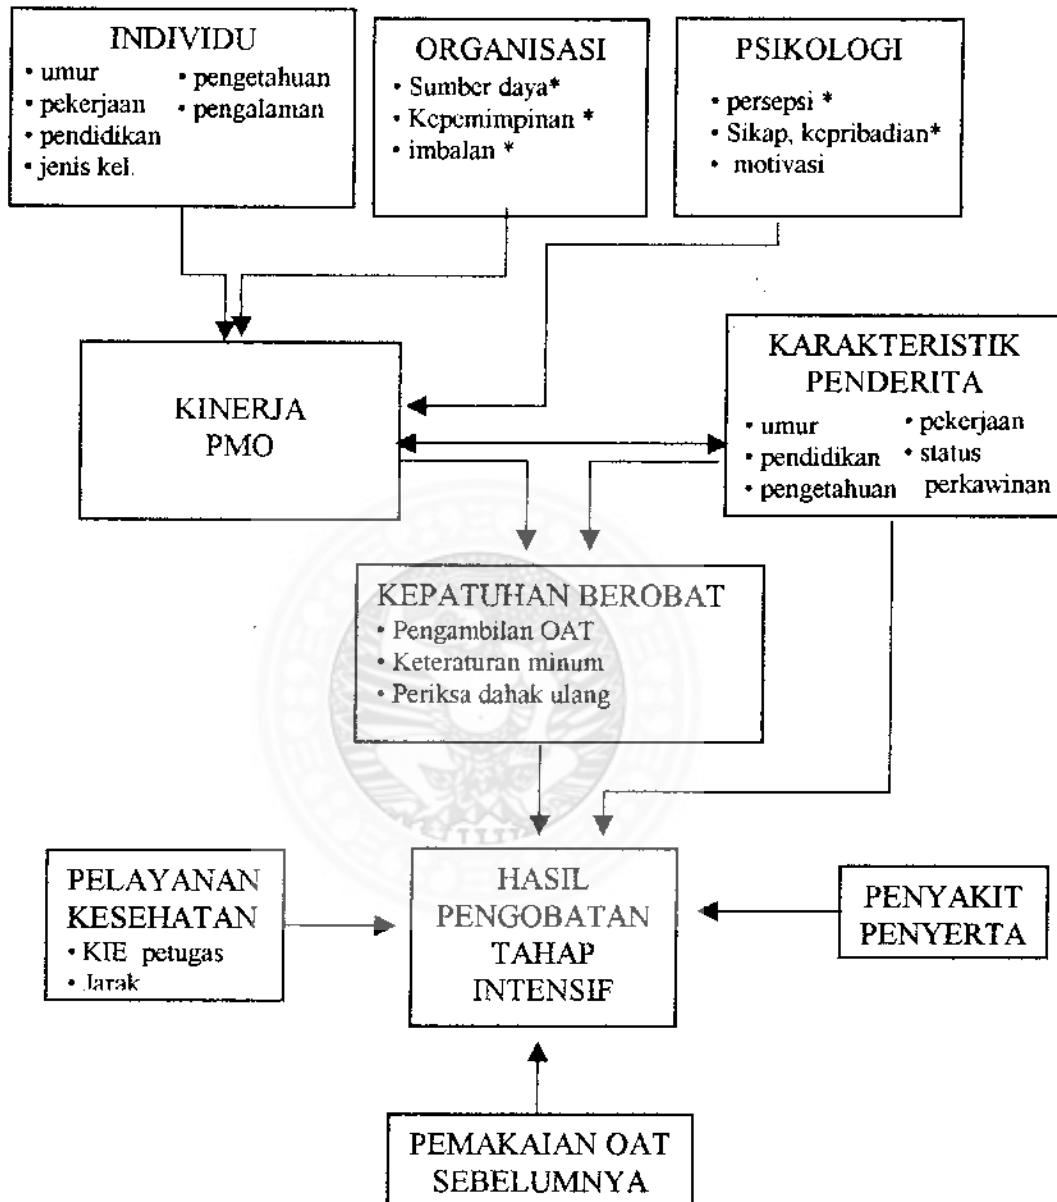 INDIVIDU
• umur
• pekerjaan
• pendidikan
• jenis kel.
• pengetahuan
• pengalaman
ORGANISASI
• Sumber daya*
• Kepemimpinan *
• imbalan *
PSIKOLOGI
• persepsi *
• Sikap, kepribadian*
• motivasi
KINERJA
PMO
KARAKTERISTIK
PENDERITA
• umur
• pendidikan
• pengetahuan
• pekerjaan
• status
perkawinan
KEPATUHAN BEROBAT
• Pengambilan OAT
• Keteraturan minum
• Periksa dahak ulang
PELAYANAN
KESEHATAN
• KIE petugas
• Jarak
HASIL
PENGOBATAN
TAHAP
INTENSIF
PENYAKIT
PENYERTA
PEMAKAIAN OAT
SEBELUMNYA